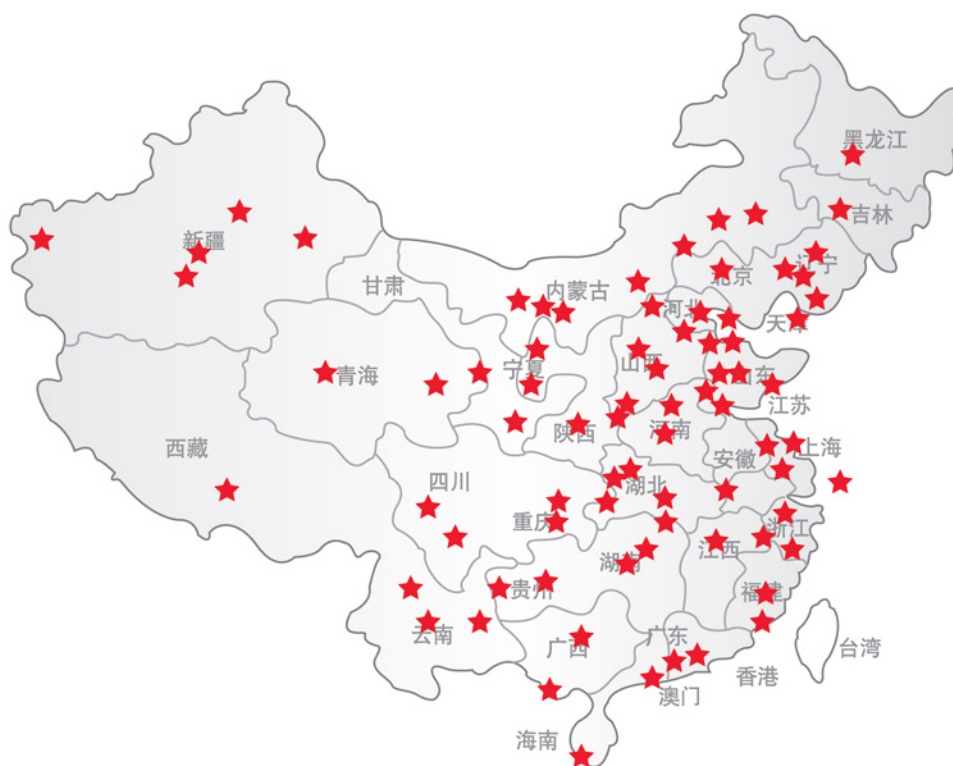 黑龙江
吉林
新疆
辽宁
北京
甘肃
内蒙古
河北
天津
宁夏
山西
青海
山东
江苏
陕西
河南
西藏
安徽
上海
四川
湖北
重庆
浙江
江西
湖南
贵州
福建
云南
广西
广东
台湾
香港
澳门
海南